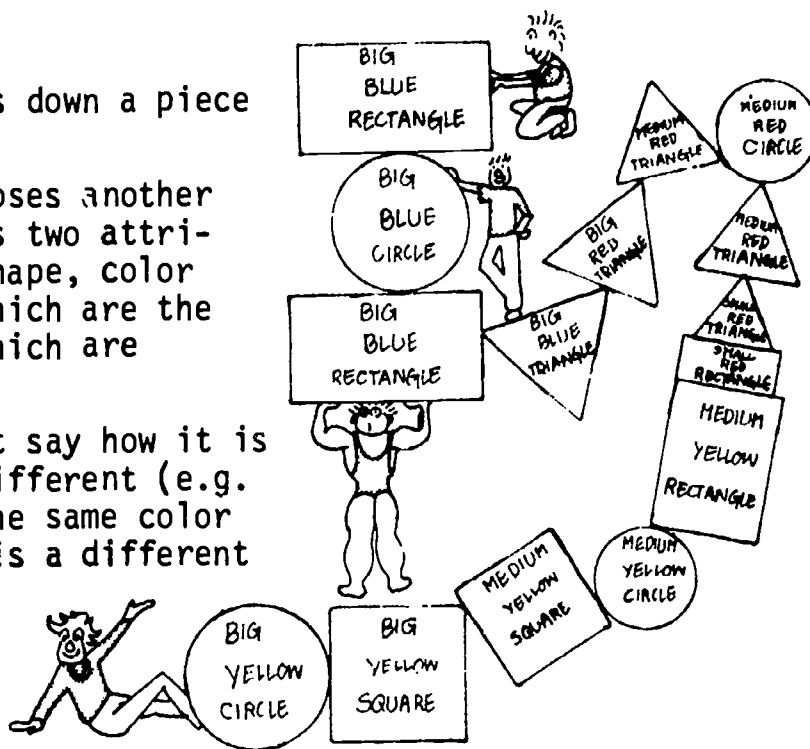 s down a piece
oses another
s two attri-
hape, color
hich are the
hich are
t say how it is
ifferent (e.g.
he same color
s a different
BIG
BLUE
RECTANGLE
BIG
BLUE
CIRCLE
BIG
BLUE
RECTANGLE
BIG
BLUE
TRIANGLE
BIG
RED
TRIANGLE
MEDIUM
RED
TRIANGLE
MEDIUM
RED
CIRCLE
MEDIUM
RED
TRIANGLE
SMALL
RED
TRIANGLE
SMALL
RED
RECTANGLE
MEDIUM
YELLOW
RECTANGLE
MEDIUM
YELLOW
CIRCLE
MEDIUM
YELLOW
SQUARE
BIG
YELLOW
SQUARE
BIG
YELLOW
CIRCLE